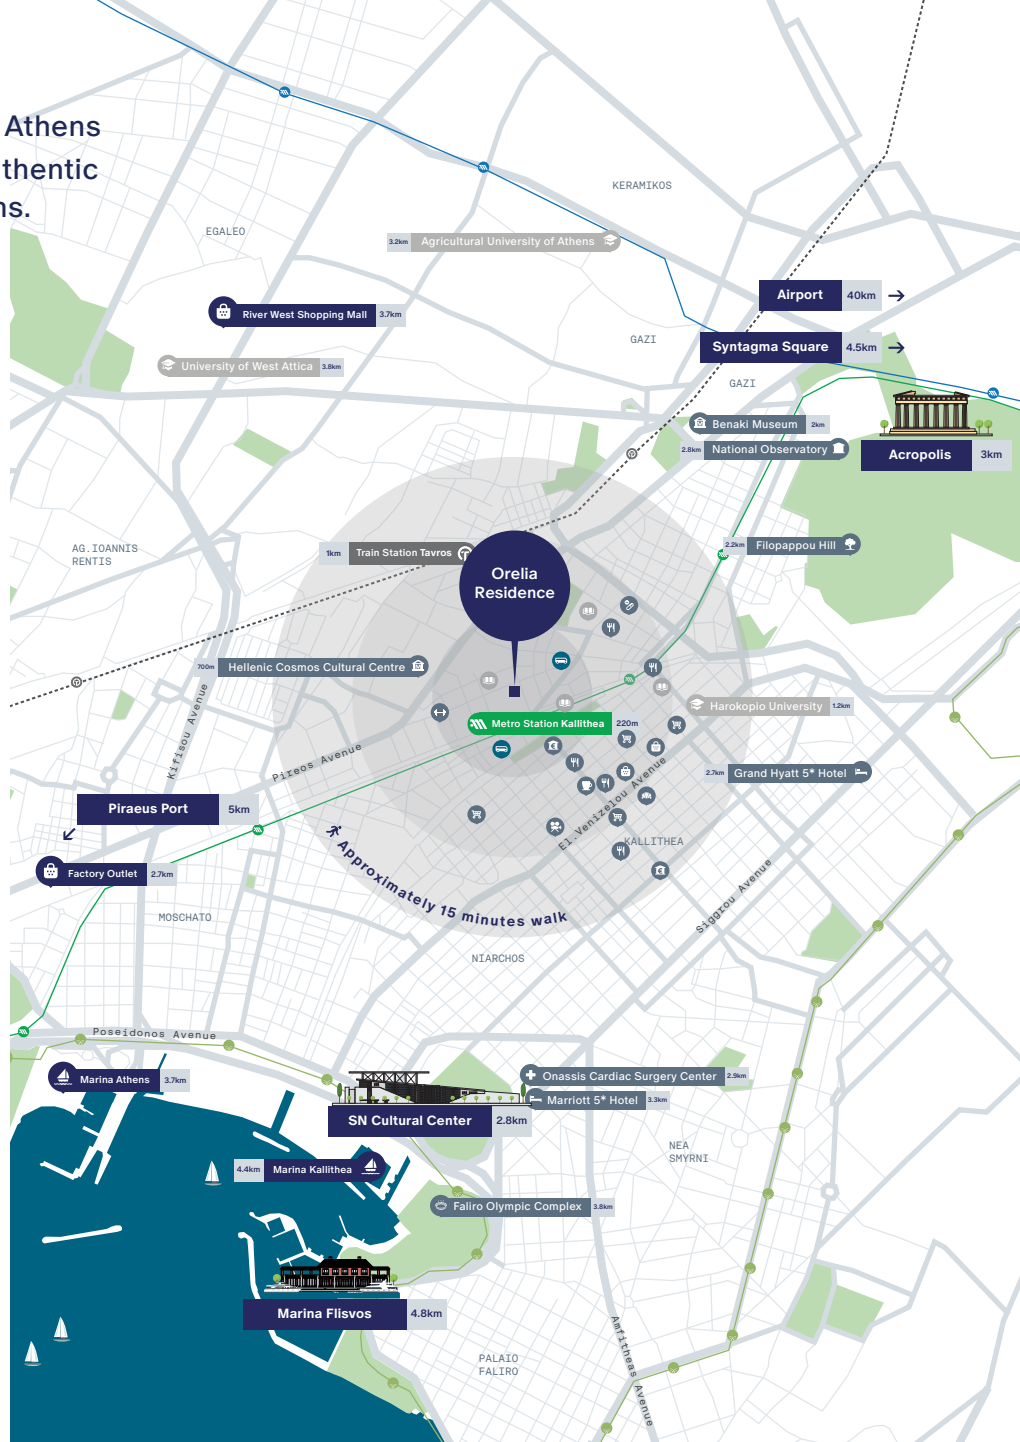 Athens
thentic
ns.
KERAMIKOS
EGALEO
3.2km Agricultural University of Athens
Airport 40km
River West Shopping Mall 3.7km
GAZI
Syntagma Square 4.5km
University of West Attica 3.8km
GAZI
Benaki Museum 2km
2.8km National Observatory
Acropolis 3km
AG.IOANNIS
RENTIS
1km Train Station Tavros
2.2km Filopappou Hill
Orelia
Residence
700m Hellenic Cosmos Cultural Centre
Harokopio University 1.2km
Metro Station Kallithea 220m
Kifisou Avenue
Pireos Avenue
2.7km Grand Hyatt 5* Hotel
El.Venizelou Avenue
Piraeus Port 5km
KALLITHEA
Factory Outlet 2.7km
Approximately 15 minutes walk
Siggrou Avenue
MOSCHATO
NIARCHOS
Poseidonos Avenue
Marina Athens 3.7km
Onassis Cardiac Surgery Center 2.9km
Marriott 5* Hotel 3.3km
SN Cultural Center 2.8km
NEA
SMYRNI
4.4km Marina Kallithea
Faliro Olympic Complex 3.8km
Marina Flisvos 4.8km
Amfitheas Avenue
PALAIO
FALIRO